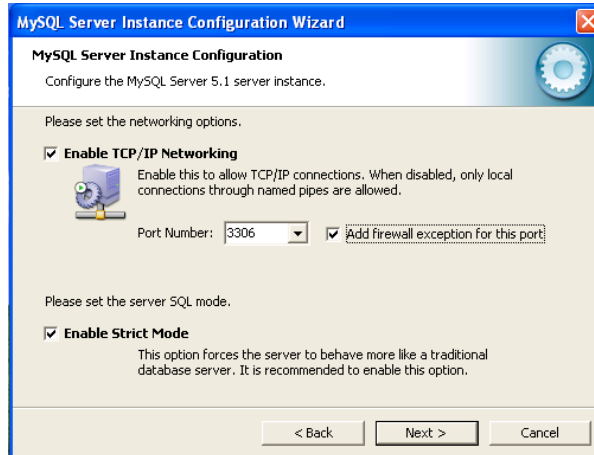 MySQL Server Instance Configuration Wizard
MySQL Server Instance Configuration
Configure the MySQL Server 5.1 server instance.
Please set the networking options.
Enable TCP/IP Networking
Enable this to allow TCP/IP connections. When disabled, only local
connections through named pipes are allowed.
Port Number: 3306 Add firewall exception for this port
Please set the server SQL mode.
Enable Strict Mode
This option forces the server to behave more like a traditional
database server. It is recommended to enable this option.
< Back Next > Cancel